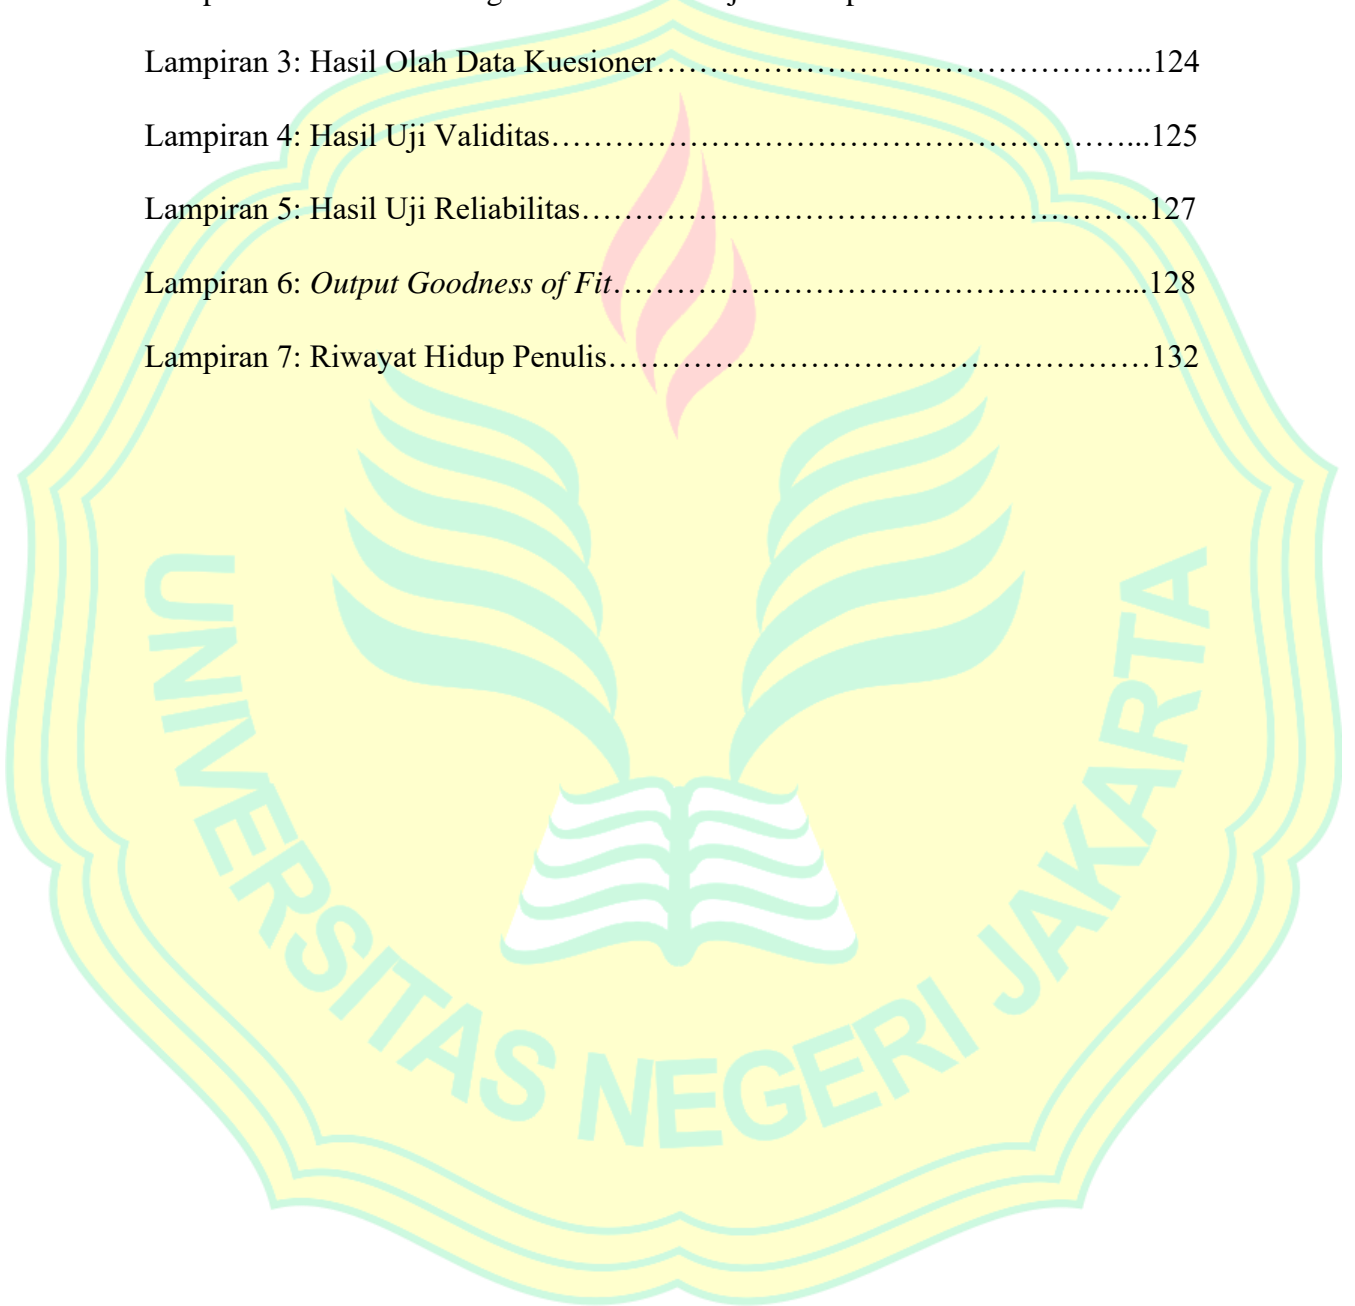 Lampiran 3: Hasil Olah Data Kuesioner…………………………………………..124
Lampiran 4: Hasil Uji Validitas…………………………………………………...125
Lampiran 5: Hasil Uji Reliabilitas………………………………………………...127
Lampiran 6: Output Goodness of Fit……………………………………………...128
Lampiran 7: Riwayat Hidup Penulis………………………………………………132
UNIVERSITAS NEGERI JAKARTA